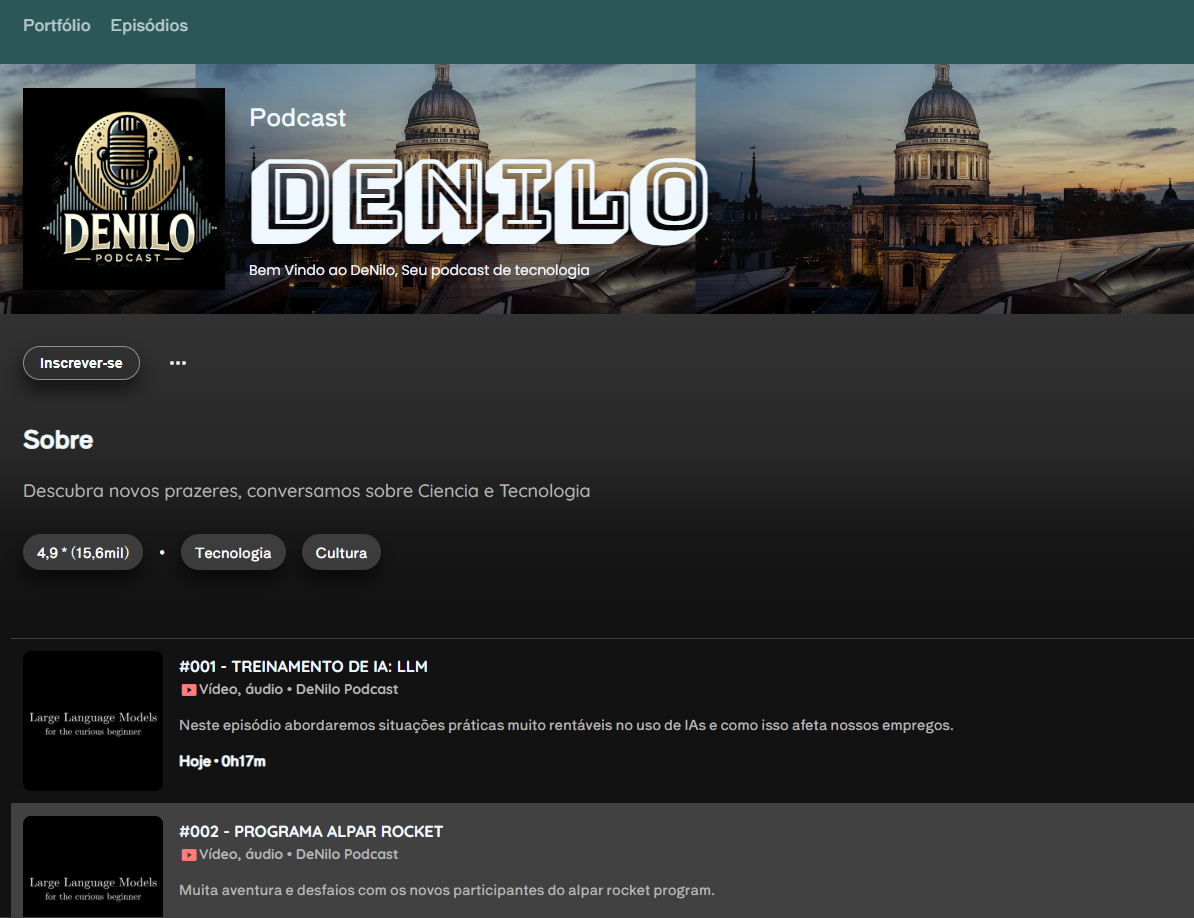 Portfólio Episódios
DENILO
PODCAST
Podcast
DENILO
Bem Vindo ao DeNilo, Seu podcast de tecnologia
Inscrever-se •••
Sobre
Descubra novos prazeres, conversamos sobre Ciencia e Tecnologia
4,9 * (15,6mil) • Tecnologia Cultura
Large Language Models
for the curious beginner
#001 - TREINAMENTO DE IA: LLM
Vídeo, áudio • DeNilo Podcast
Neste episódio abordaremos situações práticas muito rentáveis no uso de IAs e como isso afeta nossos empregos.
Hoje • 0h17m
Large Language Models
for the curious beginner
#002 - PROGRAMA ALPAR ROCKET
Vídeo, áudio • DeNilo Podcast
Muita aventura e desfaios com os novos participantes do alpar rocket program.